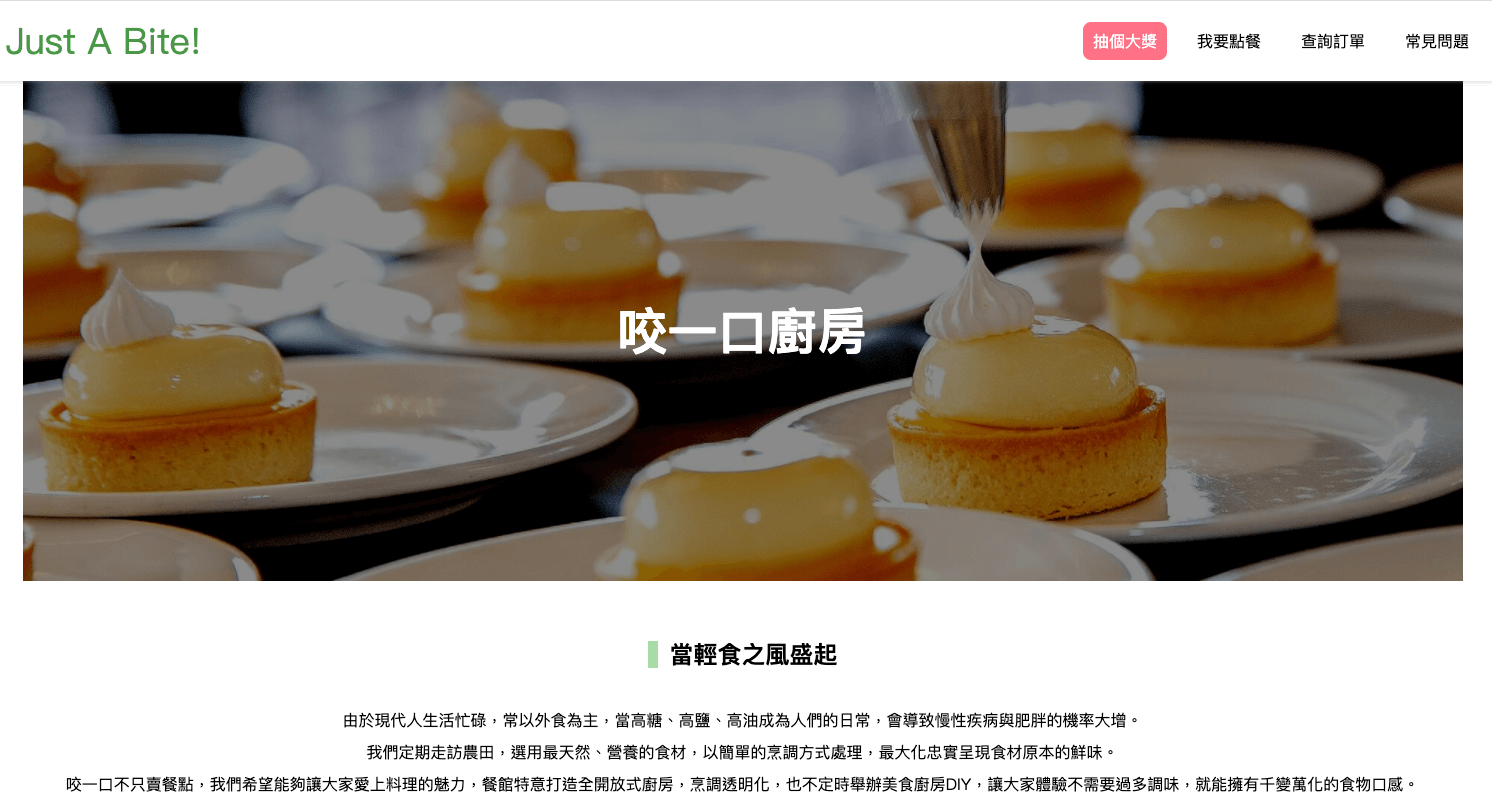 Just A Bite!
抽個大獎
我要點餐
查詢訂單
常見問題
咬一口廚房
當輕食之風盛起
由於現代人生活忙碌，常以外食為主，當高糖、高鹽、高油成為人們的日常，會導致慢性疾病與肥胖的機率大增。
我們定期走訪農田，選用最天然、營養的食材，以簡單的烹調方式處理，最大化忠實呈現食材原本的鮮味。
咬一口不只賣餐點，我們希望能夠讓大家愛上料理的魅力，餐館特意打造全開放式廚房，烹調透明化，也不定時舉辦美食廚房DIY，讓大家體驗不需要過多調味，就能擁有千變萬化的食物口感。